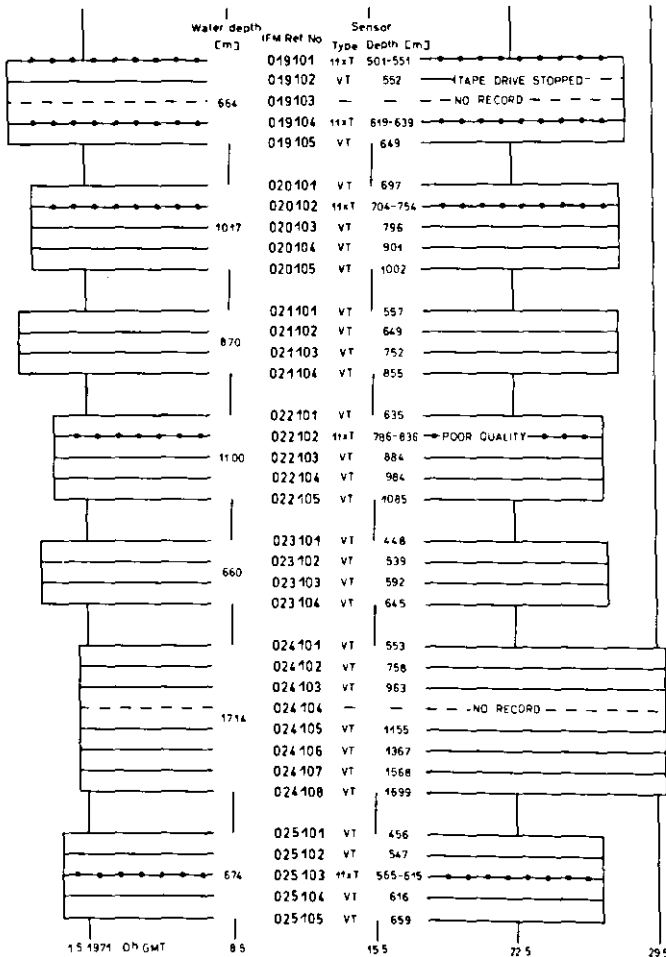 Water depth [m] IFM Ref No Sensor Type Depth [m]
019101 11xT 501-551
019102 VT 552 (TAPE DRIVE STOPPED
664 019103 — — NO RECORD
019104 11xT 619-639
019105 VT 649
020101 VT 697
020102 11xT 704-754
1017 020103 VT 796
020104 VT 901
020105 VT 1002
021101 VT 557
021102 VT 649
870
021103 VT 752
021104 VT 855
022101 VT 635
022102 11xT 786-836 POOR QUALITY
1100 022103 VT 884
022104 VT 984
022105 VT 1085
023101 VT 448
023102 VT 539
660
023103 VT 592
023104 VT 645
024101 VT 553
024102 VT 758
024103 VT 963
024104 — — NO RECORD
1714
024105 VT 1155
024106 VT 1367
024107 VT 1568
024108 VT 1699
025101 VT 456
025102 VT 547
674 025103 11xT 565-615
025104 VT 616
025105 VT 659
1.5.1971 0h GMT 8.5 15.5 22.5 29.5